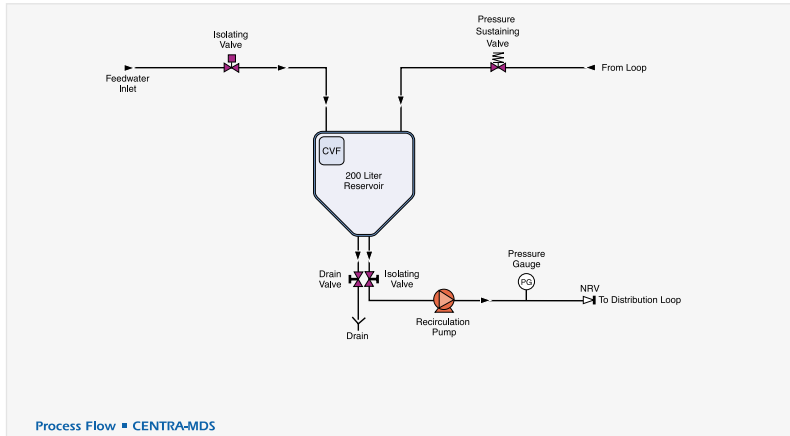 Pressure
Sustaining
Valve
Isolating
Valve
Feedwater
Inlet
From Loop
CVF
200 Liter
Reservoir
Drain
Valve
Isolating
Valve
Pressure
Gauge
PG
NRV
To Distribution Loop
Recirculation
Pump
Drain
Process Flow ▪ CENTRA-MDS